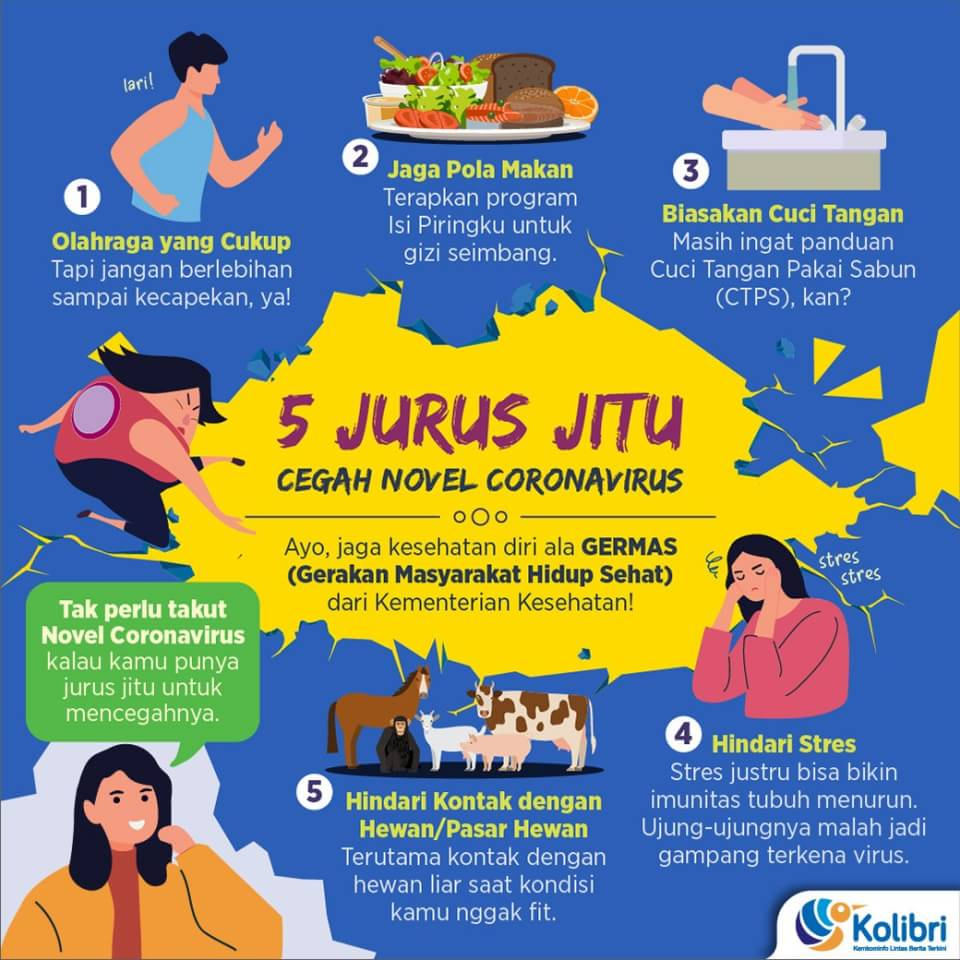 lari!
1
Olahraga yang Cukup
Tapi jangan berlebihan
sampai kecapekan, ya!
2
Jaga Pola Makan
Terapkan program
Isi Piringku untuk
gizi seimbang.
3
Biasakan Cuci Tangan
Masih ingat panduan
Cuci Tangan Pakai Sabun
(CTPS), kan?
5 JURUS JITU
CEGAH NOVEL CORONAVIRUS
Ayo, jaga kesehatan diri ala GERMAS
(Gerakan Masyarakat Hidup Sehat)
dari Kementerian Kesehatan!
stres
stres
4
Hindari Stres
Stres justru bisa bikin
imunitas tubuh menurun.
Ujung-ujungnya malah jadi
gampang terkena virus.
5
Hindari Kontak dengan
Hewan/Pasar Hewan
Terutama kontak dengan
hewan liar saat kondisi
kamu nggak fit.
Tak perlu takut
Novel Coronavirus
kalau kamu punya
jurus jitu untuk
mencegahnya.
Kolibri
Kemkominfo Lintas Berita Terkini